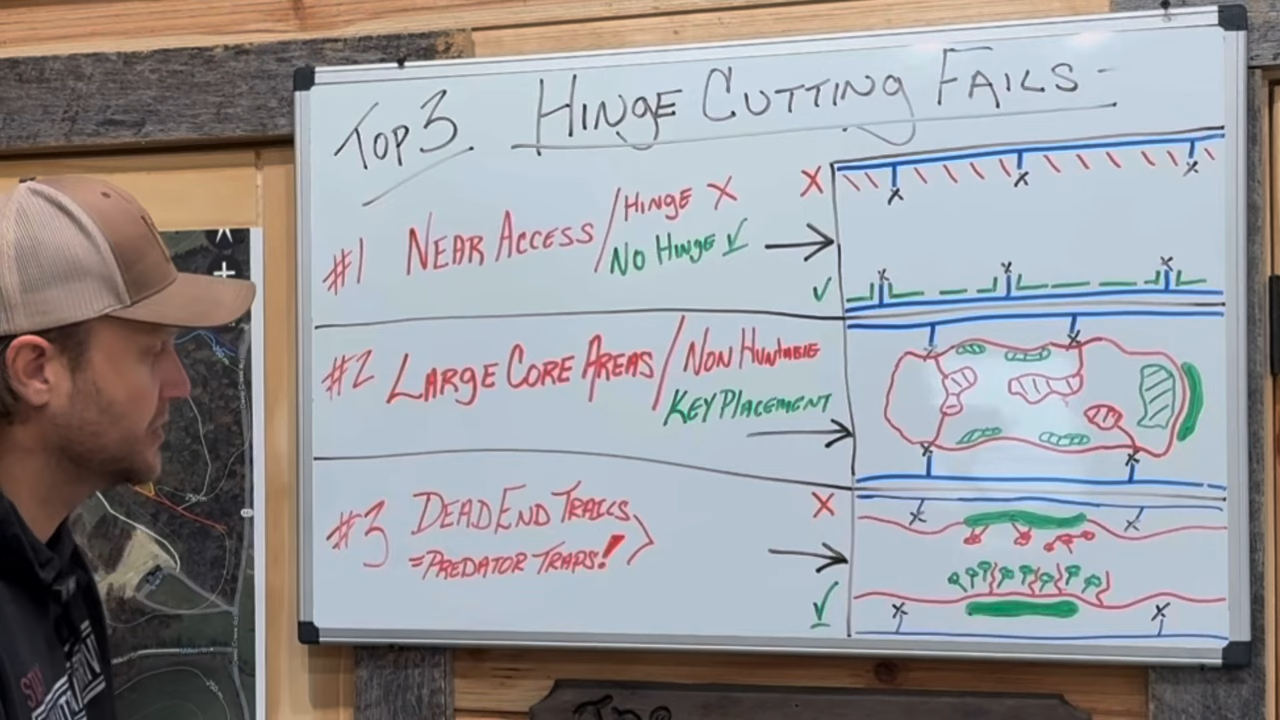 TOP 3 HINGE CUTTING FAILS
#1 NEAR ACCESS / HINGE X
NO HINGE ✓
X
✓
#2 LARGE CORE AREAS / NON HUNTABLE
KEY PLACEMENT
#3 DEAD END TRAILS
= PREDATOR TRAPS!
X
✓